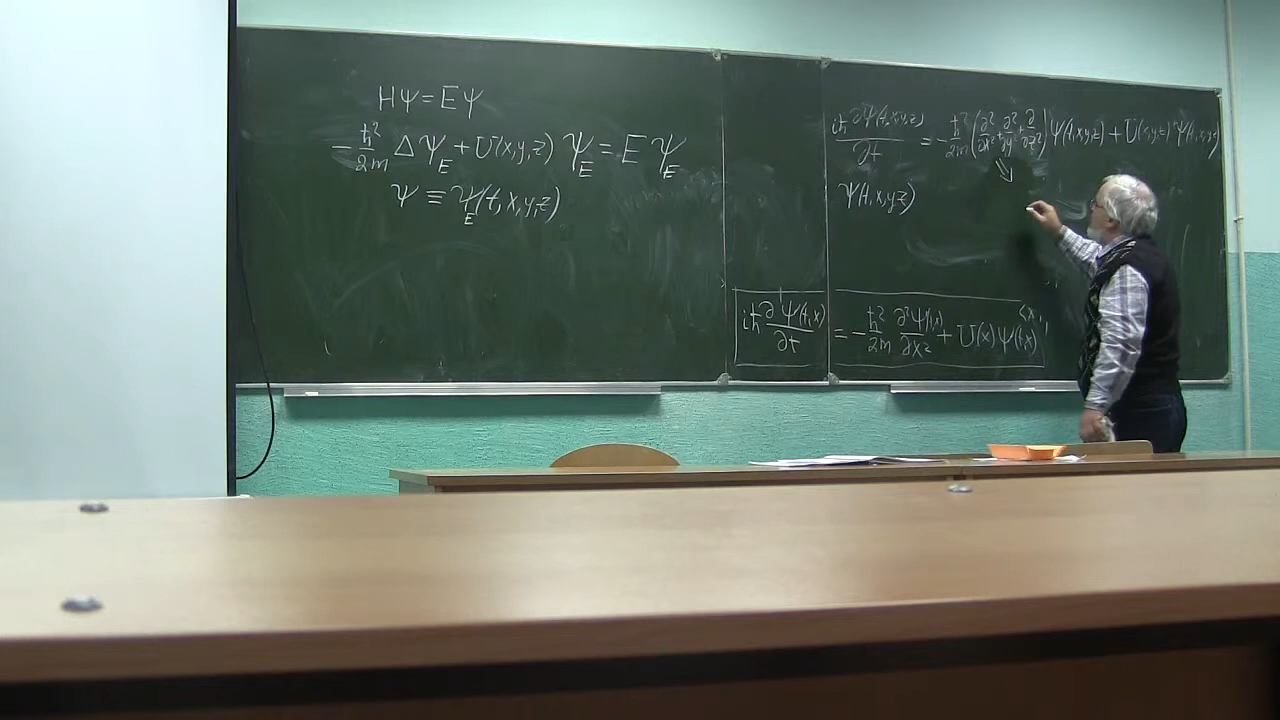 HΨ = EΨ
-ħ²/2m ΔΨ_E + U(x,y,z) Ψ_E = E Ψ_E
Ψ ≡ Ψ_E(t, x, y, z)
iħ ∂Ψ(t,x,y,z)/∂t = -ħ²/2m (∂²/∂x² + ∂²/∂y² + ∂/∂z²) Ψ(t,x,y,z) + U(x,y,z) Ψ(t,x,y,z)
⇓
Ψ(t,x,y,z)
iħ ∂Ψ(t,x)/∂t = -ħ²/2m ∂²Ψ(t,x)/∂x² + U(x) Ψ(t,x)